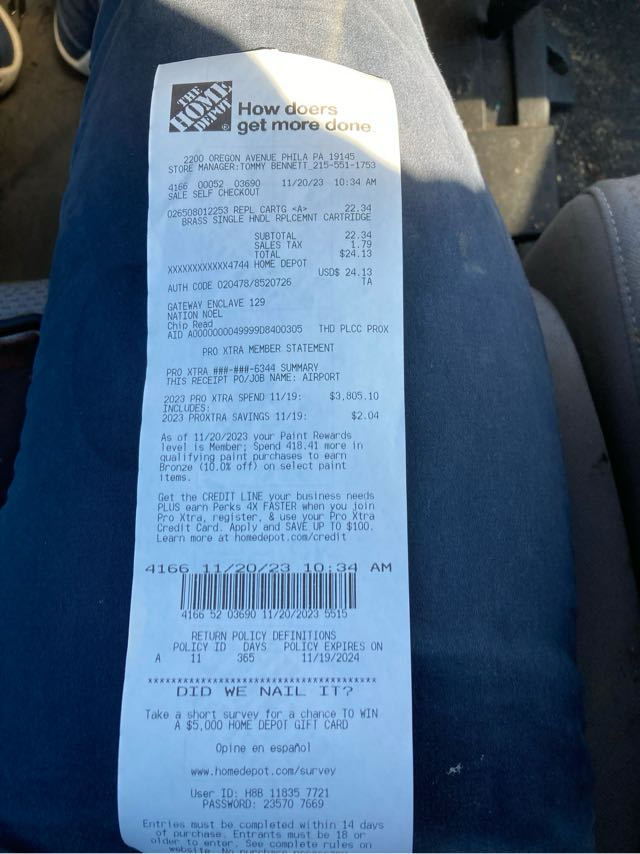 THE HOME DEPOT
How doers
get more done.
2200 OREGON AVENUE PHILA PA 19145
STORE MANAGER:TOMMY BENNETT 215-551-1753
4166 00052 03690 11/20/23 10:34 AM
SALE SELF CHECKOUT
026508012253 REPL CARTG <A> 22.34
BRASS SINGLE HNDL RPLCEMNT CARTRIDGE
SUBTOTAL 22.34
SALES TAX 1.79
TOTAL $24.13
XXXXXXXXXXXX4744 HOME DEPOT
USD$ 24.13
AUTH CODE 020478/8520726 TA
GATEWAY ENCLAVE 129
NATION NOEL
Chip Read
AID A0000000049999D8400305 THD PLCC PROX
PRO XTRA MEMBER STATEMENT
PRO XTRA ###-###-6344 SUMMARY
THIS RECEIPT PO/JOB NAME: AIRPORT
2023 PRO XTRA SPEND 11/19: $3,805.10
INCLUDES:
2023 PROXTRA SAVINGS 11/19: $2.04
As of 11/20/2023 your Paint Rewards
level is Member; Spend 418.41 more in
qualifying paint purchases to earn
Bronze (10.0% off) on select paint
items.
Get the CREDIT LINE your business needs
PLUS earn Perks 4X FASTER when you join
Pro Xtra, register, & use your Pro Xtra
Credit Card. Apply and SAVE UP TO $100.
Learn more at homedepot.com/credit
4166 11/20/23 10:34 AM
4166 52 03690 11/20/2023 5515
RETURN POLICY DEFINITIONS
POLICY ID DAYS POLICY EXPIRES ON
A 11 365 11/19/2024
****************************************
DID WE NAIL IT?
Take a short survey for a chance TO WIN
A $5,000 HOME DEPOT GIFT CARD
Opine en español
www.homedepot.com/survey
User ID: H8B 11835 7721
PASSWORD: 23570 7669
Entries must be completed within 14 days
of purchase. Entrants must be 18 or
older to enter. See complete rules on
website. No purchase necessary.